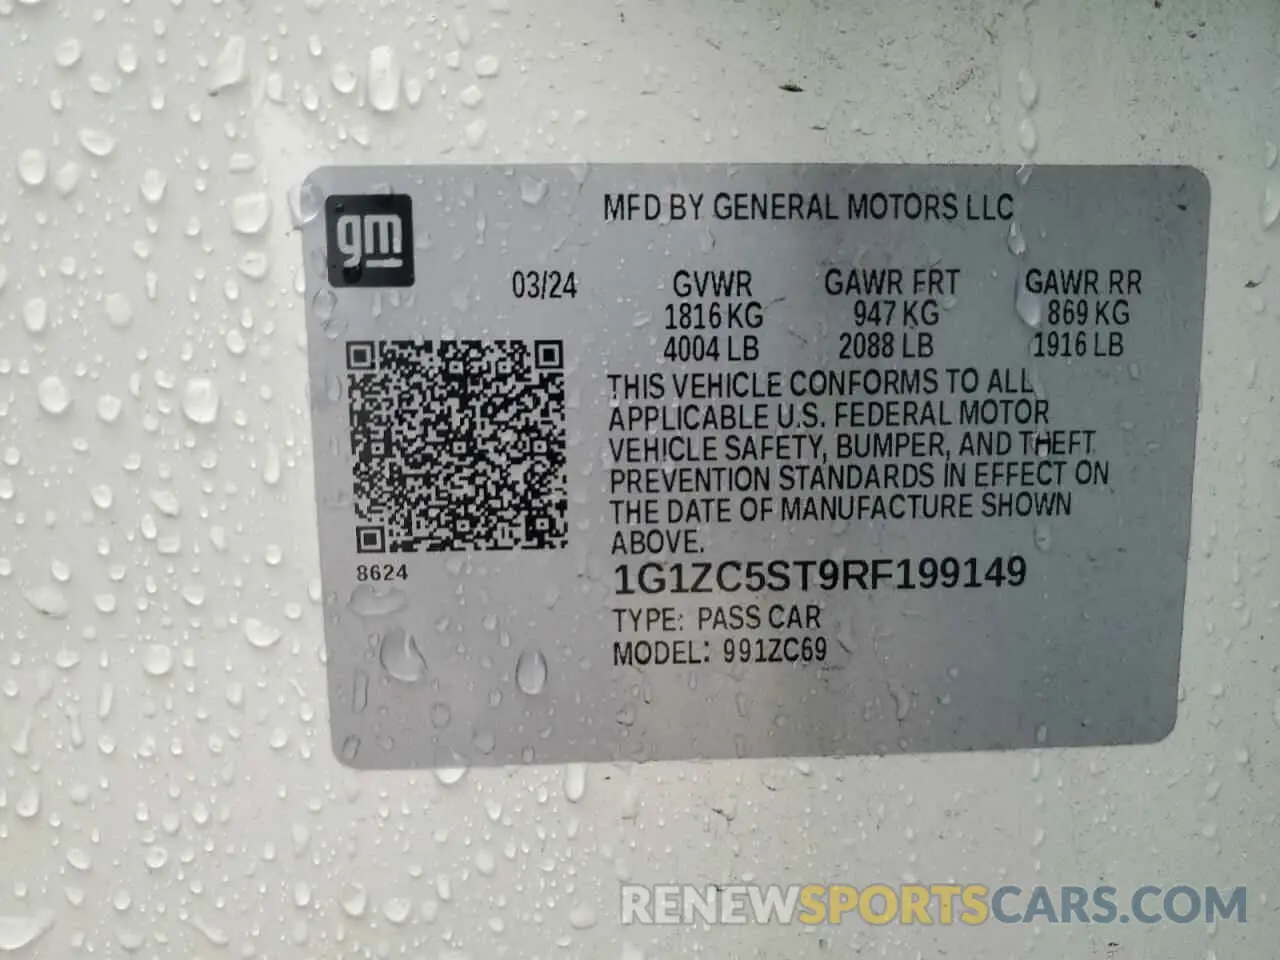 gm
MFD BY GENERAL MOTORS LLC
03/24 GVWR GAWR FRT GAWR RR
1816 KG 947 KG 869 KG
4004 LB 2088 LB 1916 LB
THIS VEHICLE CONFORMS TO ALL
APPLICABLE U.S. FEDERAL MOTOR
VEHICLE SAFETY, BUMPER, AND THEFT
PREVENTION STANDARDS IN EFFECT ON
THE DATE OF MANUFACTURE SHOWN
ABOVE.
8624
1G1ZC5ST9RF199149
TYPE: PASS CAR
MODEL: 991ZC69
RENEWSPORTSCARS.COM